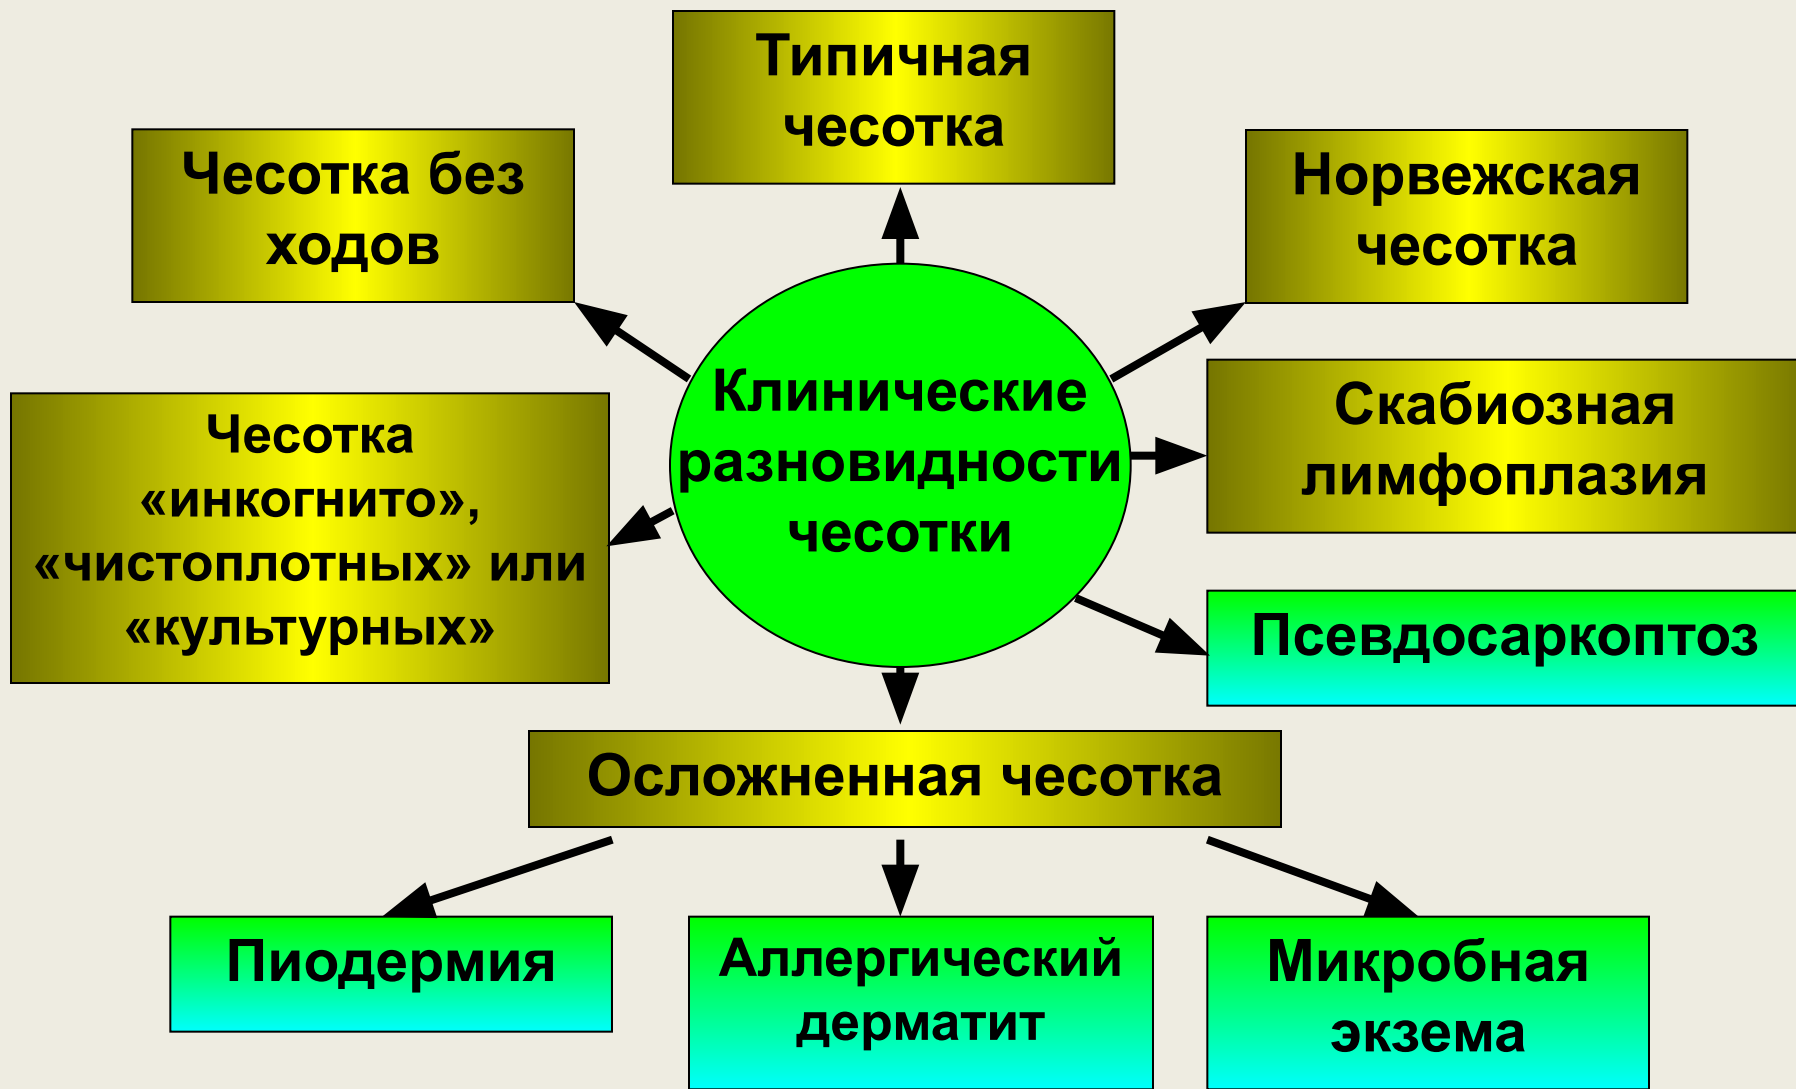 Типичная
чесотка
Чесотка без
ходов
Норвежская
чесотка
Клинические
разновидности
чесотки
Чесотка
«инкогнито»,
«чистоплотных» или
«культурных»
Скабиозная
лимфоплазия
Псевдосаркоптоз
Осложненная чесотка
Пиодермия
Аллергический
дерматит
Микробная
экзема